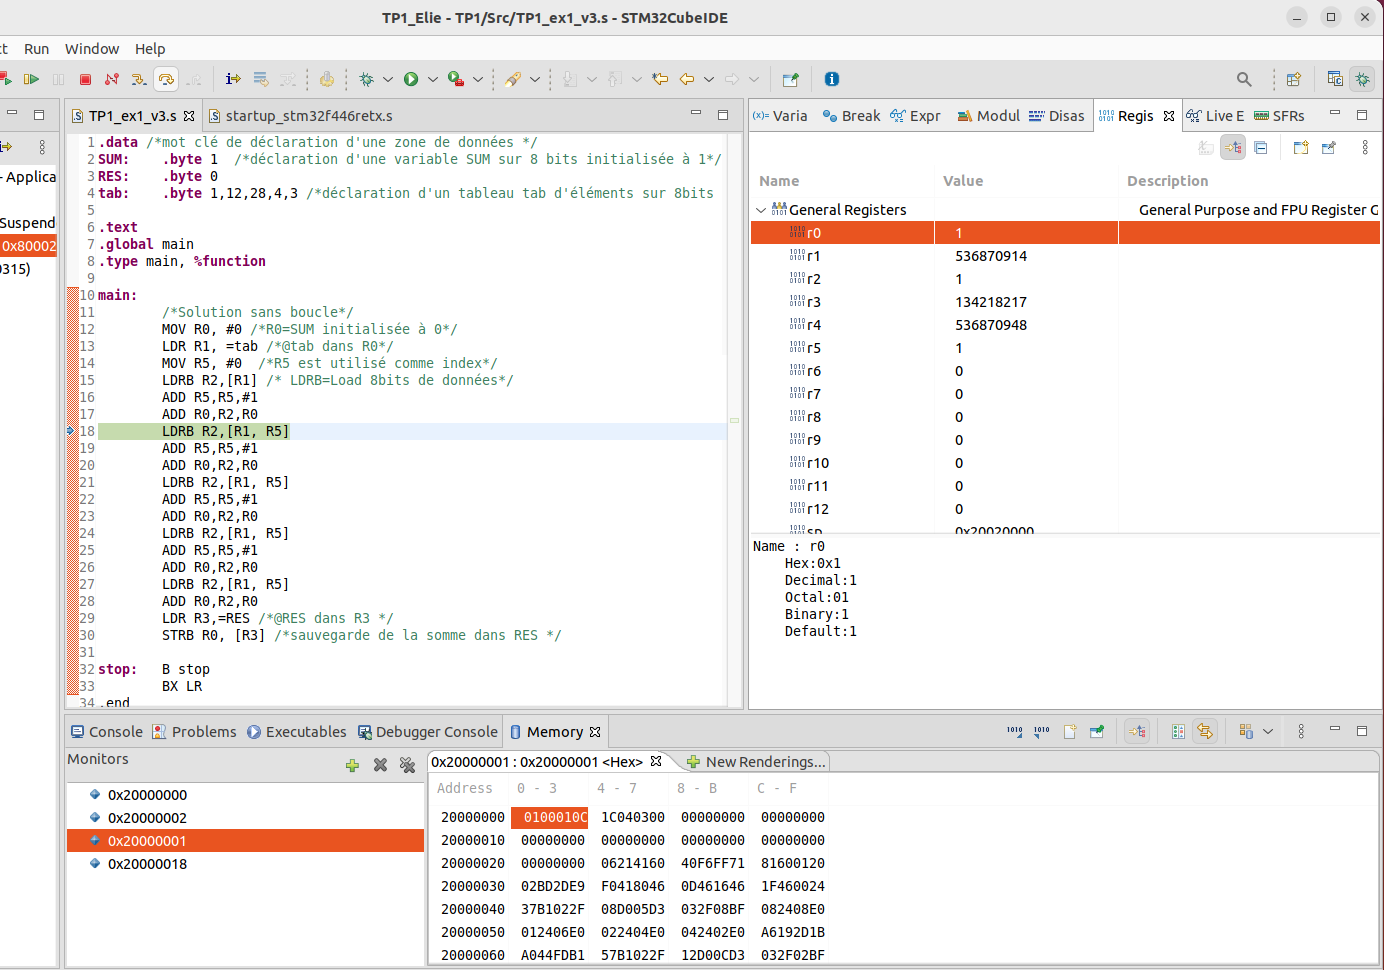 TP1_Elie - TP1/Src/TP1_ex1_v3.s - STM32CubeIDE
ct Run Window Help
TP1_ex1_v3.s startup_stm32f446retx.s
1 .data /*mot clé de déclaration d'une zone de données */
2 SUM: .byte 1 /*déclaration d'une variable SUM sur 8 bits initialisée à 1*/
3 RES: .byte 0
4 tab: .byte 1,12,28,4,3 /*déclaration d'un tableau tab d'éléments sur 8bits
5
6 .text
7 .global main
8 .type main, %function
9
10 main:
11 /*Solution sans boucle*/
12 MOV R0, #0 /*R0=SUM initialisée à 0*/
13 LDR R1, =tab /*@tab dans R0*/
14 MOV R5, #0 /*R5 est utilisé comme index*/
15 LDRB R2,[R1] /* LDRB=Load 8bits de données*/
16 ADD R5,R5,#1
17 ADD R0,R2,R0
18 LDRB R2,[R1, R5]
19 ADD R5,R5,#1
20 ADD R0,R2,R0
21 LDRB R2,[R1, R5]
22 ADD R5,R5,#1
23 ADD R0,R2,R0
24 LDRB R2,[R1, R5]
25 ADD R5,R5,#1
26 ADD R0,R2,R0
27 LDRB R2,[R1, R5]
28 ADD R0,R2,R0
29 LDR R3,=RES /*@RES dans R3 */
30 STRB R0, [R3] /*sauvegarde de la somme dans RES */
31
32 stop: B stop
33 BX LR
34 .end
- Applica
Suspend
0x80002
0315)
(x)= Varia Break Expr Modul Disas Regis Live E SFRs
Name Value Description
General Registers General Purpose and FPU Register G
r0 1
r1 536870914
r2 1
r3 134218217
r4 536870948
r5 1
r6 0
r7 0
r8 0
r9 0
r10 0
r11 0
r12 0
sp 0x20020000
Name : r0
Hex:0x1
Decimal:1
Octal:01
Binary:1
Default:1
Console Problems Executables Debugger Console Memory
Monitors
0x20000000
0x20000002
0x20000001
0x20000018
0x20000001 : 0x20000001 <Hex> New Renderings...
Address 0 - 3 4 - 7 8 - B C - F
20000000 0100010C 1C040300 00000000 00000000
20000010 00000000 00000000 00000000 00000000
20000020 00000000 06214160 40F6FF71 81600120
20000030 02BD2DE9 F0418046 0D461646 1F460024
20000040 37B1022F 08D005D3 032F08BF 082408E0
20000050 012406E0 022404E0 042402E0 A6192D1B
20000060 A044FDB1 57B1022F 12D00CD3 032F02BF